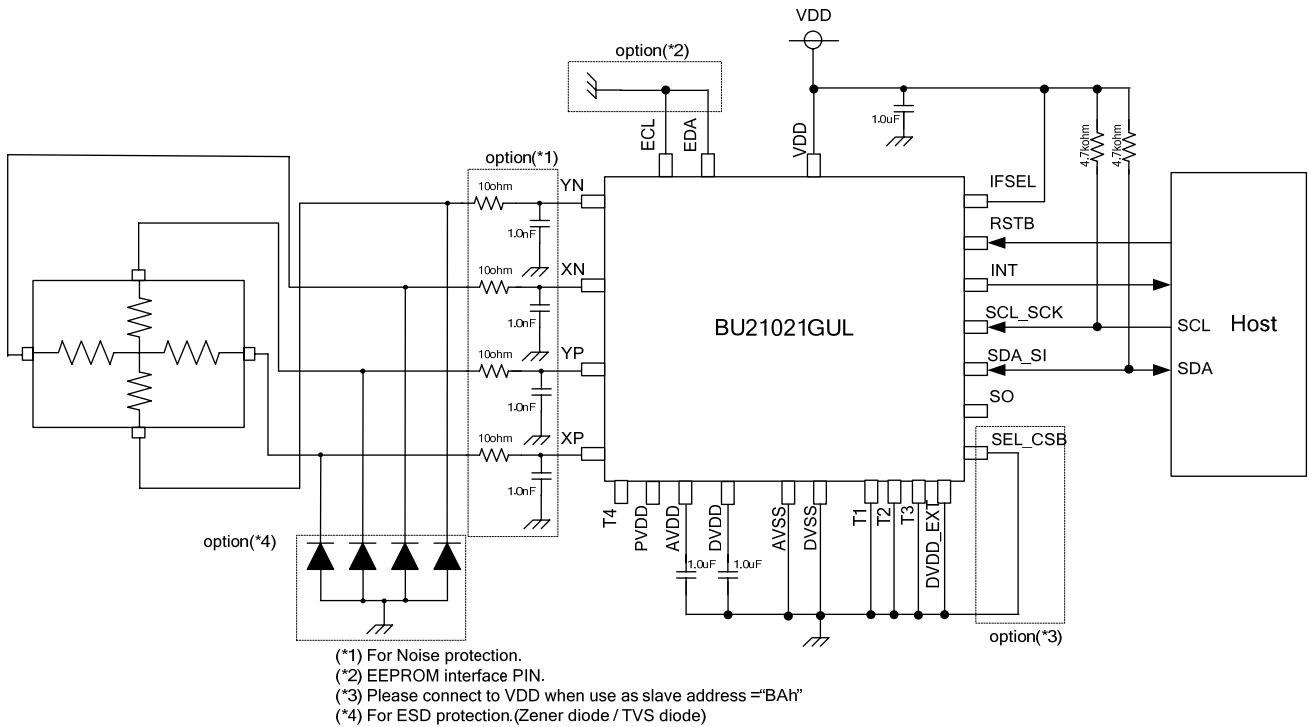 VDD
option(*2)
1.0uF
ECL
EDA
VDD
4.7kohm
4.7kohm
option(*1)
10ohm
YN
1.0nF
IFSEL
RSTB
10ohm
XN
1.0nF
INT
BU21021GUL
SCL_SCK
SCL
Host
10ohm
YP
1.0nF
SDA_SI
SDA
SO
10ohm
XP
1.0nF
SEL_CSB
T4
PVDD
AVDD
DVDD
AVSS
DVSS
T1
T2
T3
DVDD_EXT
option(*4)
1.0uF
1.0uF
option(*3)
(*1) For Noise protection.
(*2) EEPROM interface PIN.
(*3) Please connect to VDD when use as slave address =“BAh”
(*4) For ESD protection.(Zener diode / TVS diode)